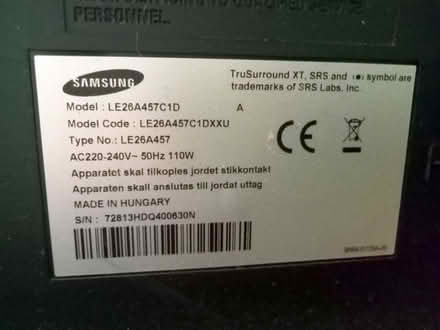 PERSONNEL.
SAMSUNG
TruSurround XT, SRS and (●) symbol are
trademarks of SRS Labs, Inc.
Model : LE26A457C1D A
Model Code : LE26A457C1DXXU
Type No.: LE26A457
AC220-240V~ 50Hz 110W
CE
Apparatet skal tilkoples jordet stikkontakt
Apparaten skall anslutas till jordat uttag
MADE IN HUNGARY
S/N : 72813HDQ400630N